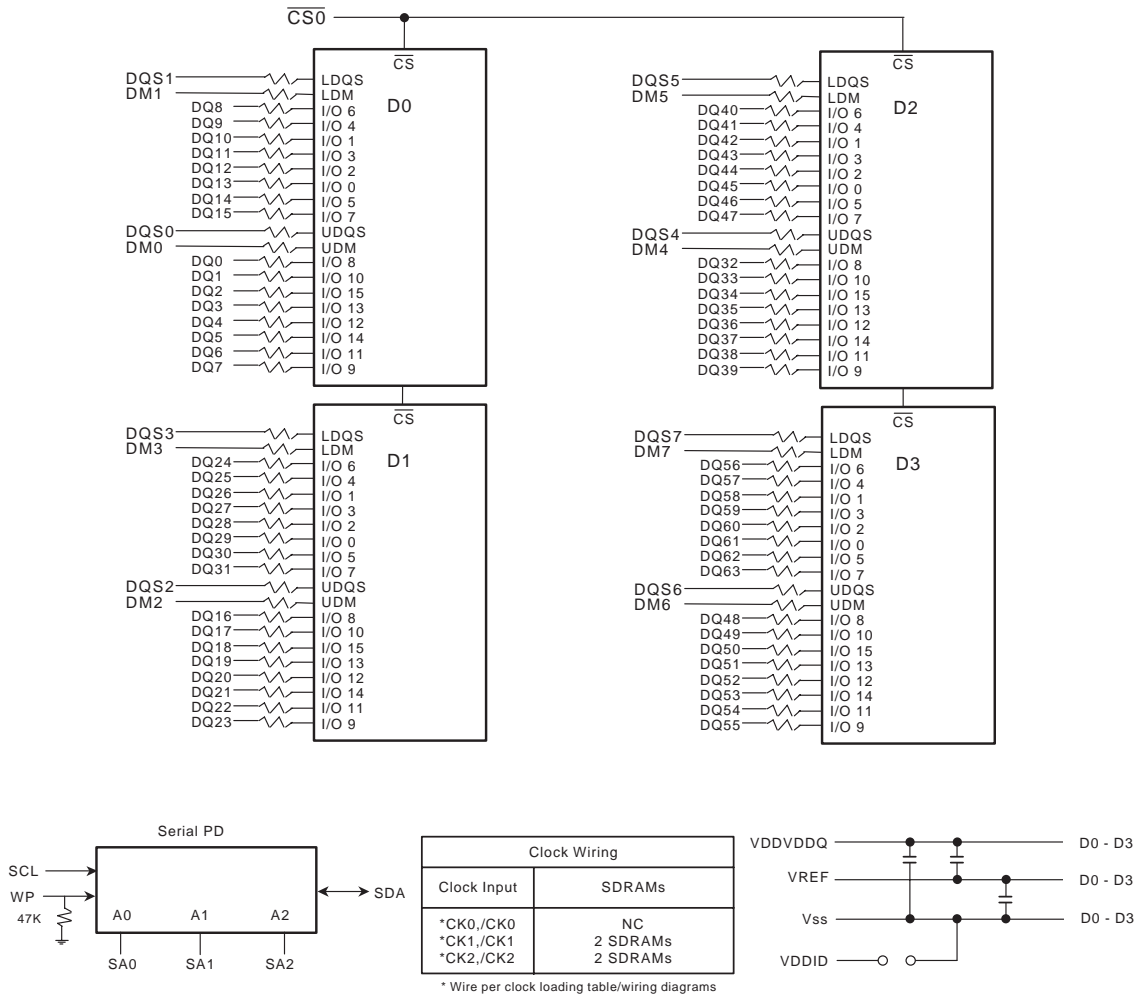 CS0
CS
DQS1 LDQS
DM1 LDM
D0
DQ8 I/O 6
DQ9 I/O 4
DQ10 I/O 1
DQ11 I/O 3
DQ12 I/O 2
DQ13 I/O 0
DQ14 I/O 5
DQ15 I/O 7
DQS0 UDQS
DM0 UDM
DQ0 I/O 8
DQ1 I/O 10
DQ2 I/O 15
DQ3 I/O 13
DQ4 I/O 12
DQ5 I/O 14
DQ6 I/O 11
DQ7 I/O 9
CS
DQS3 LDQS
DM3 LDM
D1
DQ24 I/O 6
DQ25 I/O 4
DQ26 I/O 1
DQ27 I/O 3
DQ28 I/O 2
DQ29 I/O 0
DQ30 I/O 5
DQ31 I/O 7
DQS2 UDQS
DM2 UDM
DQ16 I/O 8
DQ17 I/O 10
DQ18 I/O 15
DQ19 I/O 13
DQ20 I/O 12
DQ21 I/O 14
DQ22 I/O 11
DQ23 I/O 9
CS
DQS5 LDQS
DM5 LDM
D2
DQ40 I/O 6
DQ41 I/O 4
DQ42 I/O 1
DQ43 I/O 3
DQ44 I/O 2
DQ45 I/O 0
DQ46 I/O 5
DQ47 I/O 7
DQS4 UDQS
DM4 UDM
DQ32 I/O 8
DQ33 I/O 10
DQ34 I/O 15
DQ35 I/O 13
DQ36 I/O 12
DQ37 I/O 14
DQ38 I/O 11
DQ39 I/O 9
CS
DQS7 LDQS
DM7 LDM
D3
DQ56 I/O 6
DQ57 I/O 4
DQ58 I/O 1
DQ59 I/O 3
DQ60 I/O 2
DQ61 I/O 0
DQ62 I/O 5
DQ63 I/O 7
DQS6 UDQS
DM6 UDM
DQ48 I/O 8
DQ49 I/O 10
DQ50 I/O 15
DQ51 I/O 13
DQ52 I/O 12
DQ53 I/O 14
DQ54 I/O 11
DQ55 I/O 9
Serial PD
SCL
WP
47K
A0 A1 A2
SDA
SA0 SA1 SA2
Clock Wiring
Clock Input SDRAMs
*CK0,/CK0 NC
*CK1,/CK1 2 SDRAMs
*CK2,/CK2 2 SDRAMs
* Wire per clock loading table/wiring diagrams
VDDVDDQ D0 - D3
VREF D0 - D3
Vss D0 - D3
VDDID